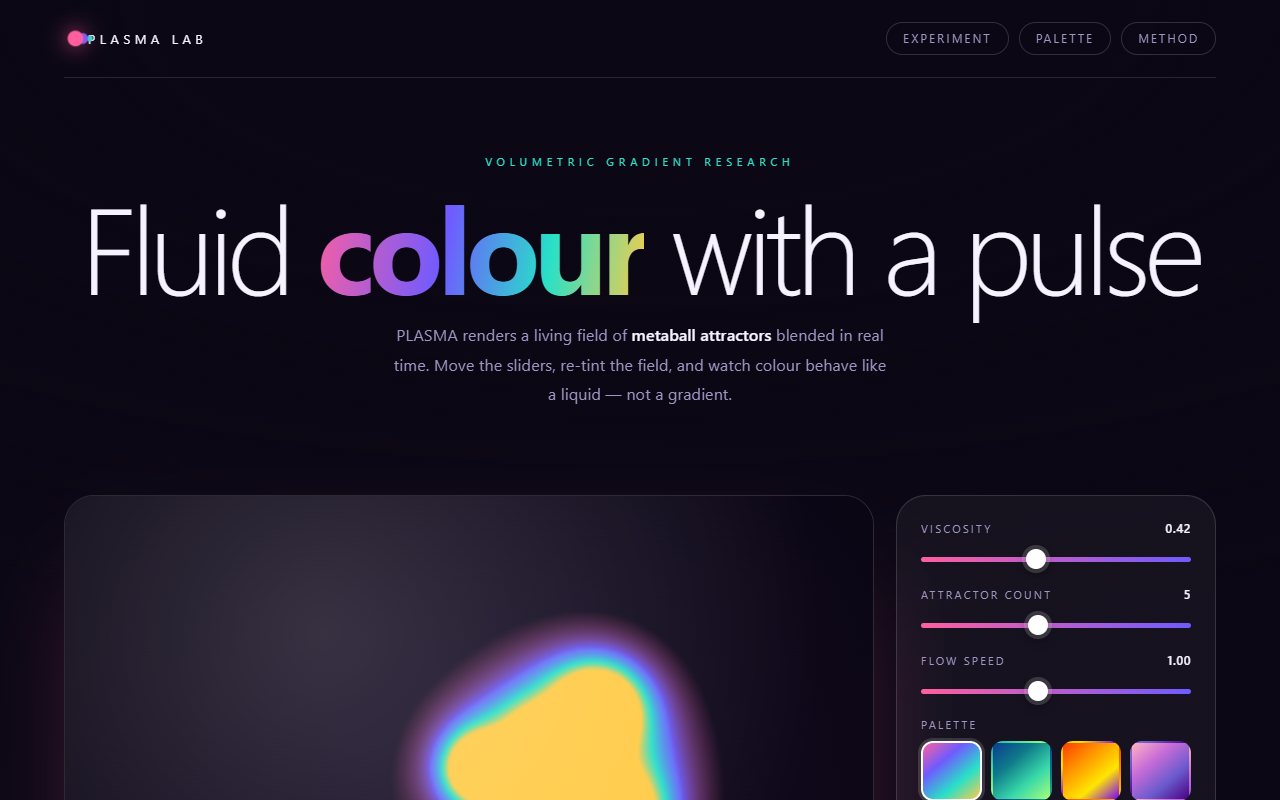 PLASMA LAB
EXPERIMENT
PALETTE
METHOD
VOLUMETRIC GRADIENT RESEARCH
Fluid colour with a pulse
PLASMA renders a living field of metaball attractors blended in real
time. Move the sliders, re-tint the field, and watch colour behave like
a liquid — not a gradient.
VISCOSITY 0.42
ATTRACTOR COUNT 5
FLOW SPEED 1.00
PALETTE